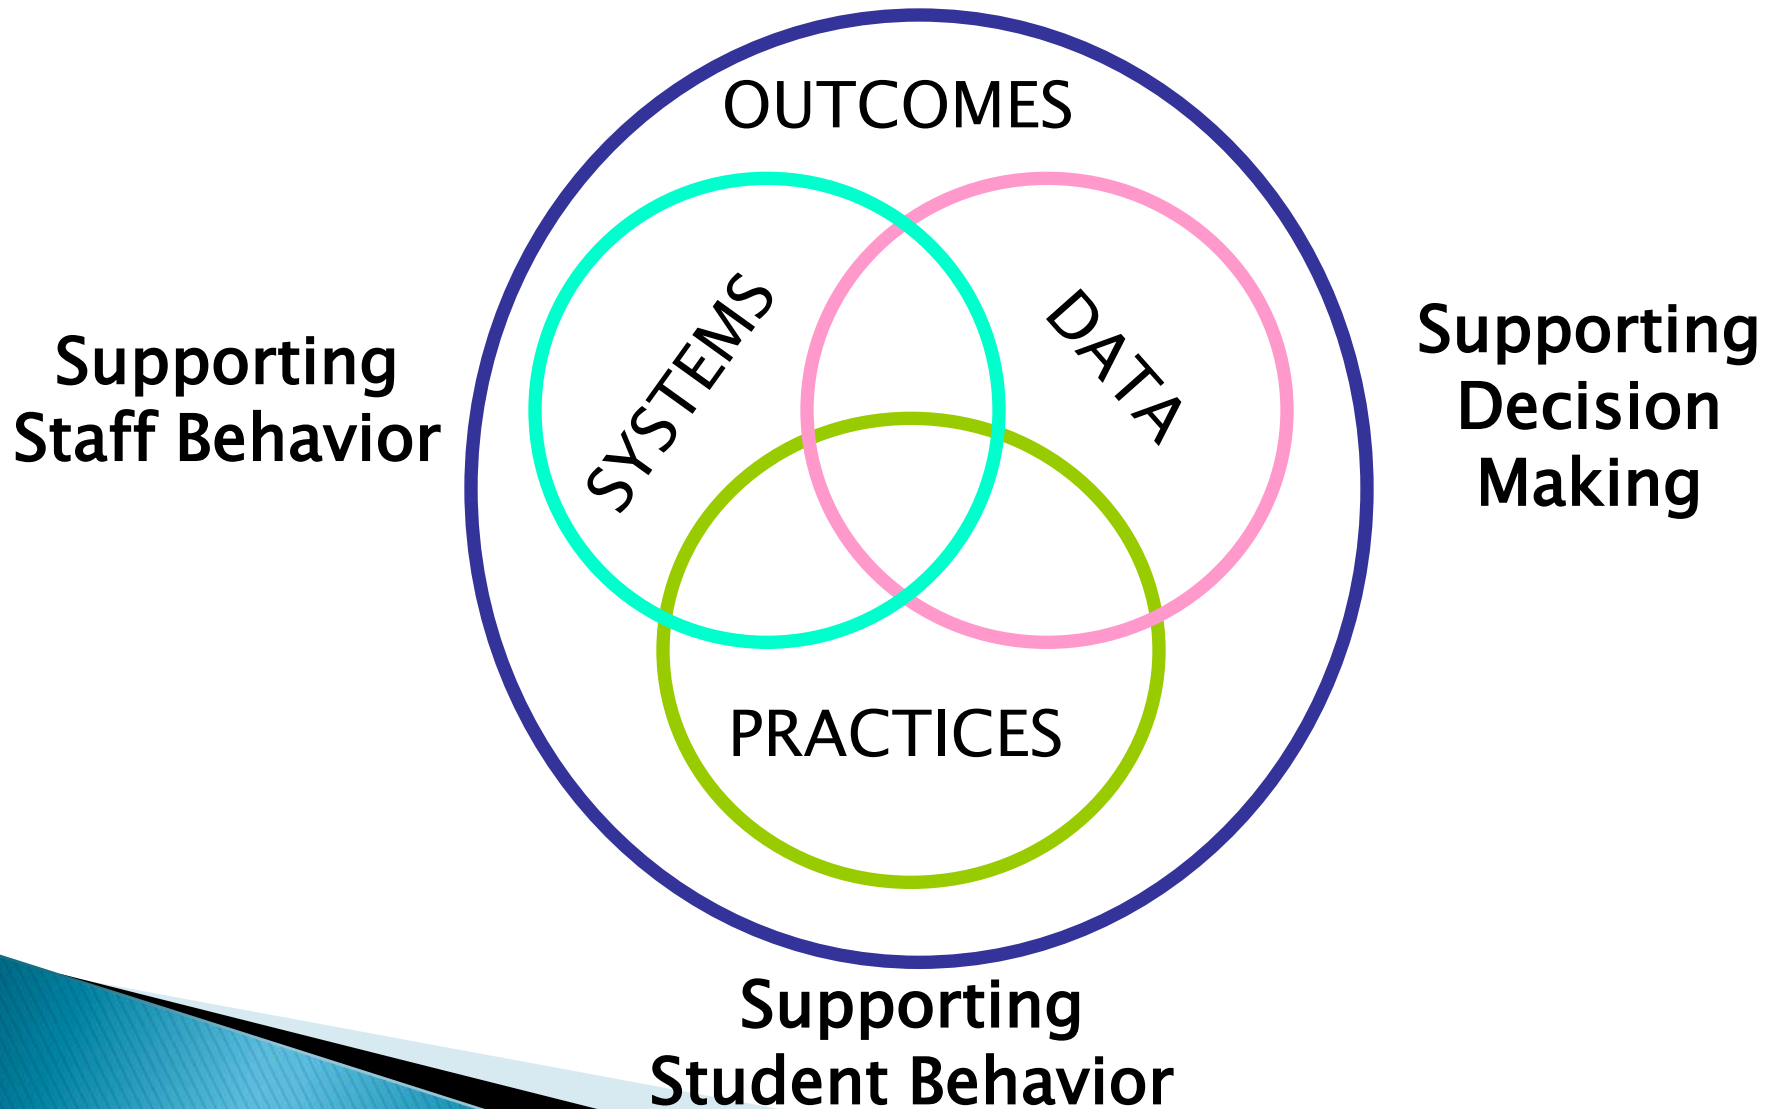 OUTCOMES
SYSTEMS
DATA
Supporting
Staff Behavior
Supporting
Decision
Making
PRACTICES
Supporting
Student Behavior